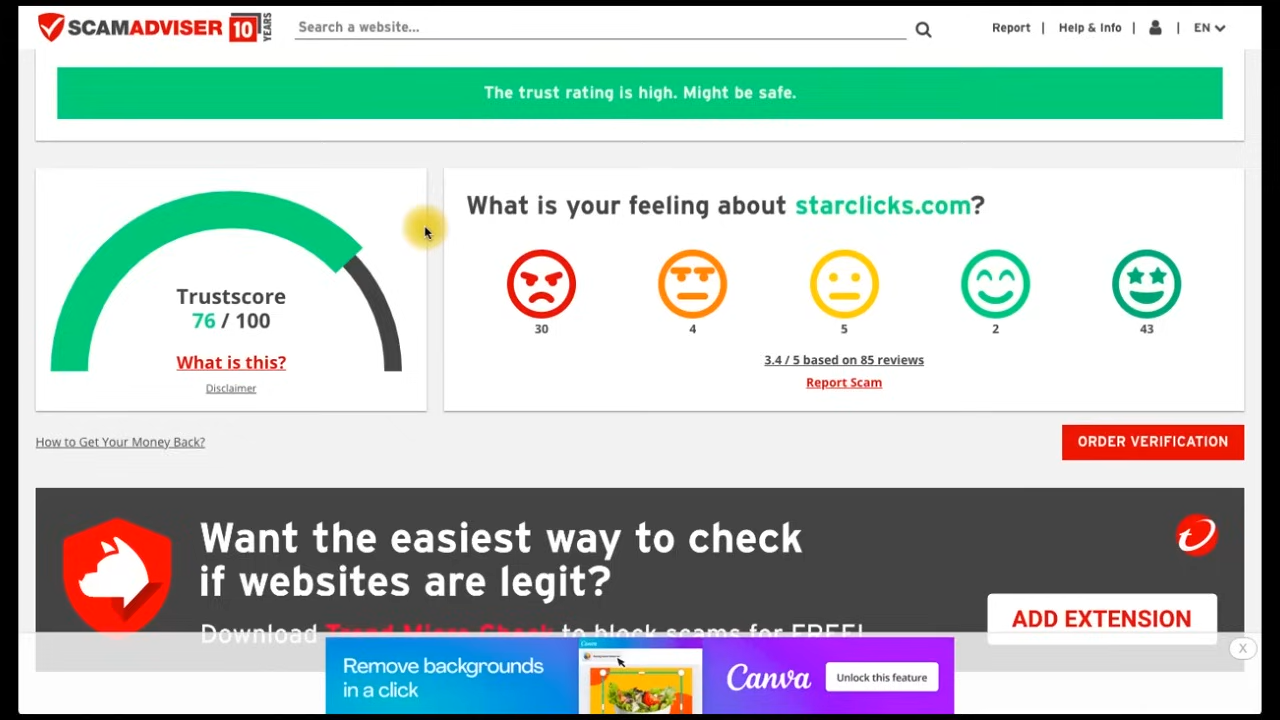 SCAMADVISER 10 YEARS
Search a website...
Report | Help & Info | | EN
The trust rating is high. Might be safe.
Trustscore
76 / 100
What is this?
Disclaimer
What is your feeling about starclicks.com?
30 4 5 2 43
3.4 / 5 based on 85 reviews
Report Scam
How to Get Your Money Back?
ORDER VERIFICATION
Want the easiest way to check
if websites are legit?
Download Trend Micro Check to block scams for FREE!
ADD EXTENSION
X
Remove backgrounds
in a click
Canva
Unlock this feature